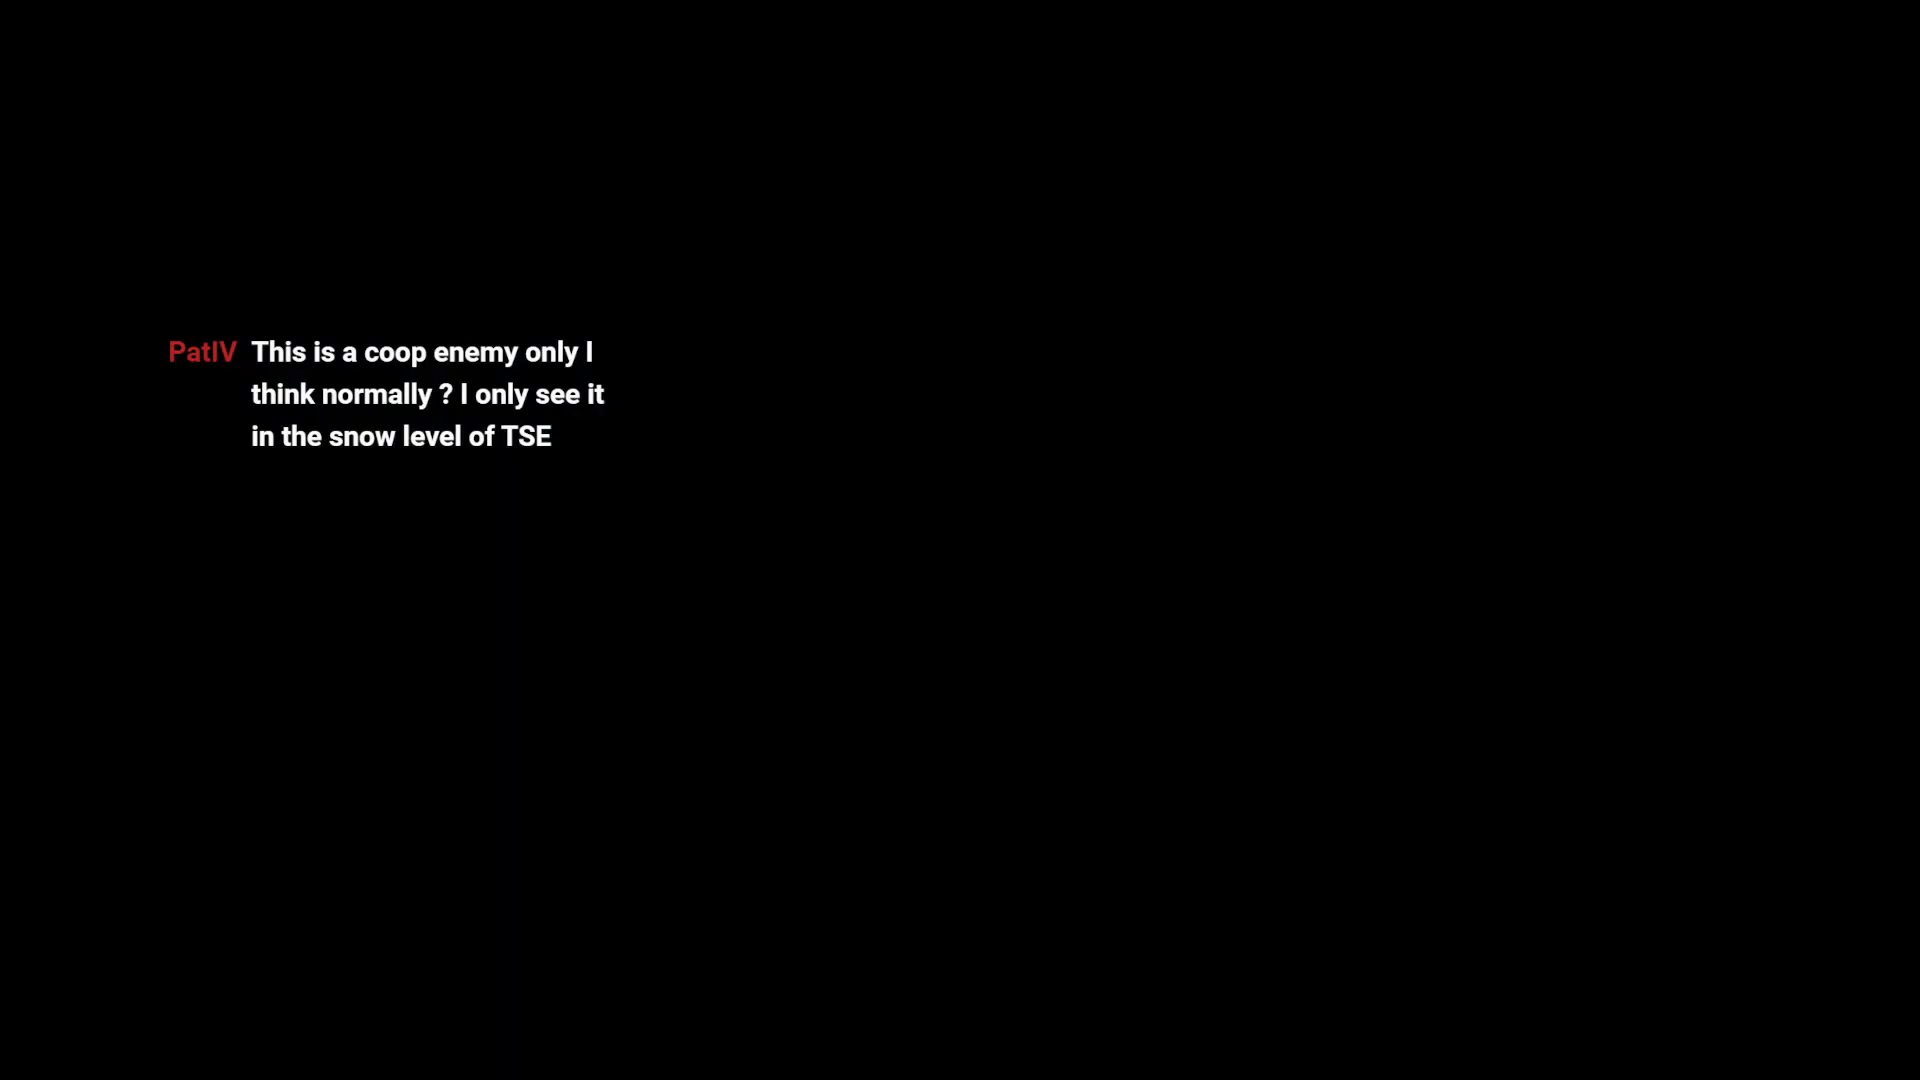 PatIV This is a coop enemy only I
think normally ? I only see it
in the snow level of TSE